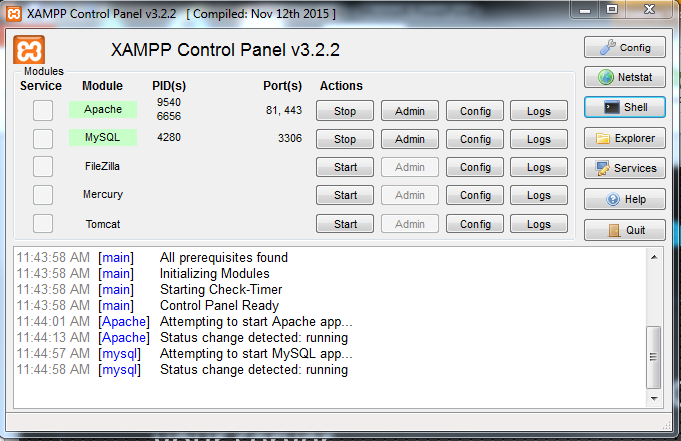 XAMPP Control Panel v3.2.2 [ Compiled: Nov 12th 2015 ]
XAMPP Control Panel v3.2.2
Config
Modules
Service Module PID(s) Port(s) Actions
Netstat
Apache 9540 6656 81, 443 Stop Admin Config Logs
Shell
MySQL 4280 3306 Stop Admin Config Logs
Explorer
FileZilla Start Admin Config Logs
Services
Mercury Start Admin Config Logs
Help
Tomcat Start Admin Config Logs
Quit
11:43:58 AM [main] All prerequisites found
11:43:58 AM [main] Initializing Modules
11:43:58 AM [main] Starting Check-Timer
11:43:58 AM [main] Control Panel Ready
11:44:01 AM [Apache] Attempting to start Apache app...
11:44:13 AM [Apache] Status change detected: running
11:44:57 AM [mysql] Attempting to start MySQL app...
11:44:58 AM [mysql] Status change detected: running